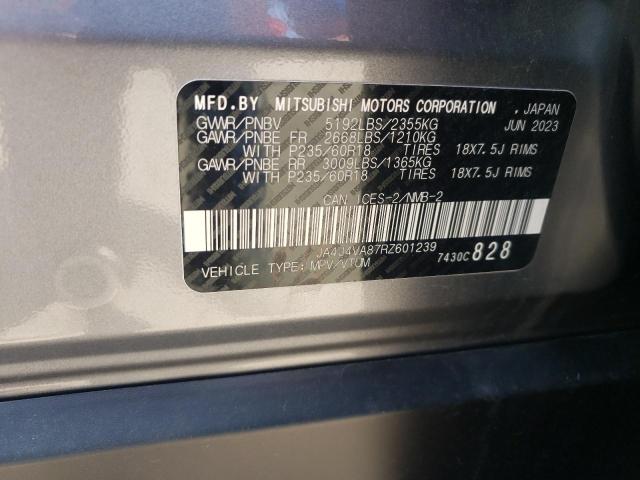 MFD.BY MITSUBISHI MOTORS CORPORATION , JAPAN
GVWR/PNBV 5192LBS/2355KG JUN 2023
GAWR/PNBE FR 2668LBS/1210KG
WITH P235/60R18 TIRES 18X7.5J RIMS
GAWR/PNBE RR 3009LBS/1365KG
WITH P235/60R18 TIRES 18X7.5J RIMS
CAN ICES-2/NMB-2
JA4J4VA87RZ601239
VEHICLE TYPE: MPV/VTUM 7430C 828